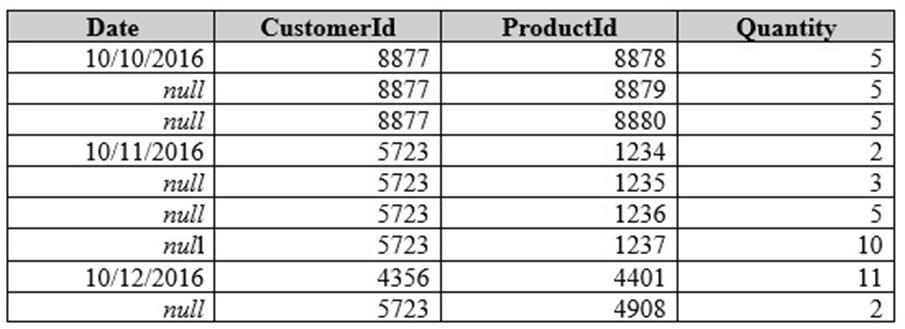 Date CustomerId ProductId Quantity
10/10/2016 8877 8878 5
null 8877 8879 5
null 8877 8880 5
10/11/2016 5723 1234 2
null 5723 1235 3
null 5723 1236 5
nul1 5723 1237 10
10/12/2016 4356 4401 11
null 5723 4908 2